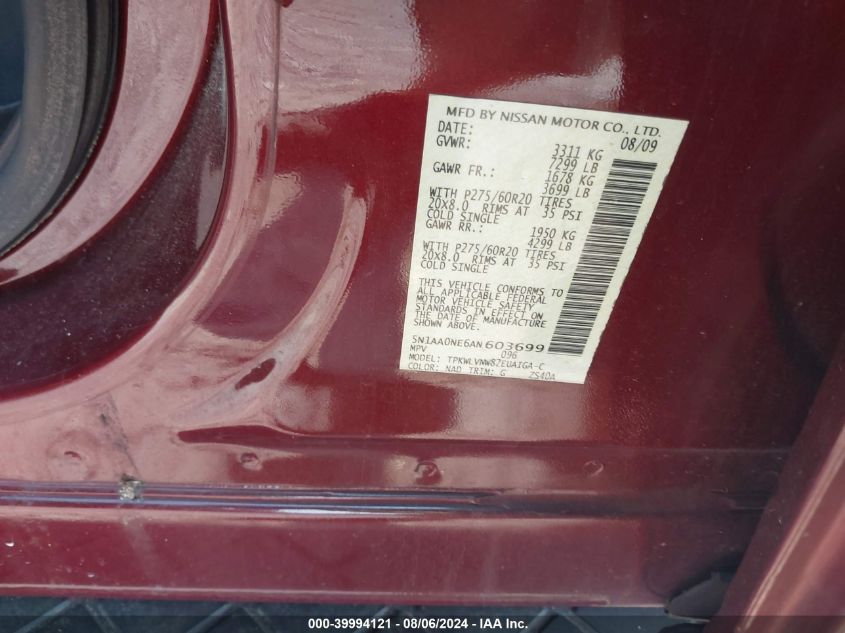 MFD BY NISSAN MOTOR CO., LTD.
DATE: 08/09
GVWR: 3311 KG
7299 LB
GAWR FR.: 1678 KG
3699 LB
WITH P275/60R20 TIRES
20x8.0 RIMS AT 35 PSI
COLD SINGLE
GAWR RR.: 1950 KG
4299 LB
WITH P275/60R20 TIRES
20x8.0 RIMS AT 35 PSI
COLD SINGLE
THIS VEHICLE CONFORMS TO
ALL APPLICABLE FEDERAL
MOTOR VEHICLE SAFETY
STANDARDS IN EFFECT ON
THE DATE OF MANUFACTURE
SHOWN ABOVE.
5N1AA0NE6AN603699
MPV 096
MODEL: TPKWLVNW82EUAIGA-C
COLOR: NAD TRIM: G ZS40A
000-39994121 - 08/06/2024 - IAA Inc.